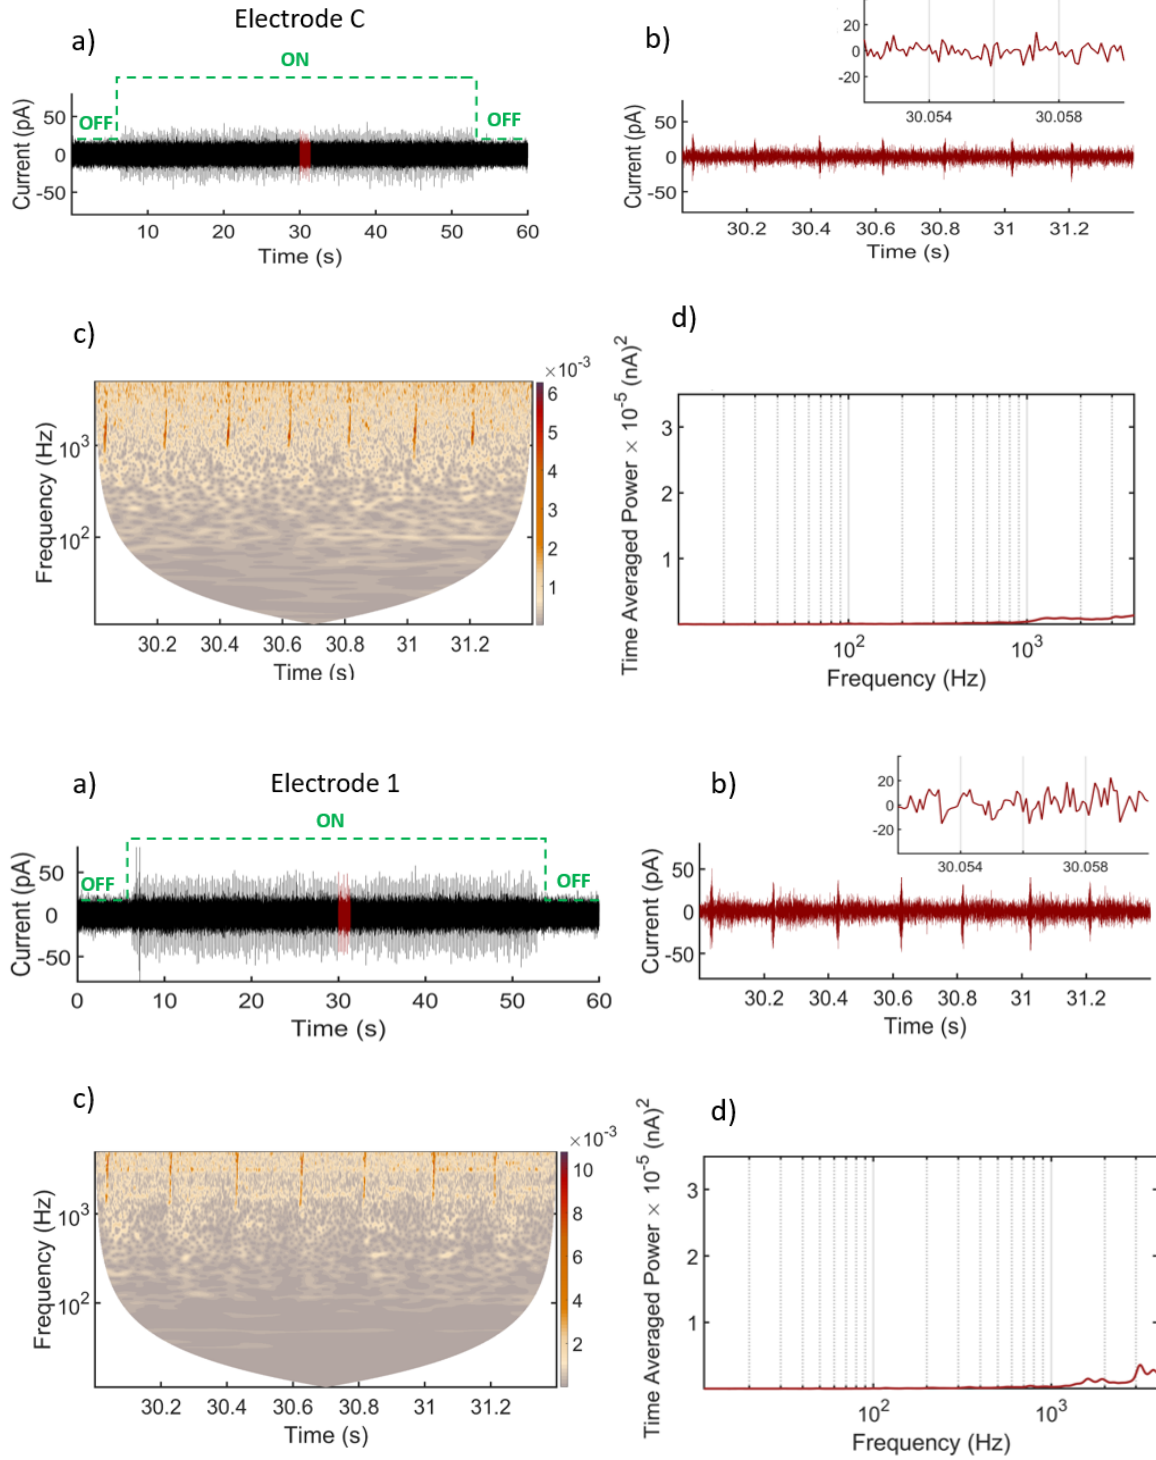 Electrode C
a)
ON
OFF
OFF
Current (pA)
50
0
-50
10 20 30 40 50 60
Time (s)
b)
20
0
-20
30.054 30.058
Current (pA)
50
0
-50
30.2 30.4 30.6 30.8 31 31.2
Time (s)
c)
×10-3
Frequency (Hz)
10³
10²
6
5
4
3
2
1
30.2 30.4 30.6 30.8 31 31.2
Time (s)
d)
Time Averaged Power × 10⁻⁵ (nA)²
3
2
1
10² 10³
Frequency (Hz)
a)
Electrode 1
ON
OFF
OFF
Current (pA)
50
0
-50
0 10 20 30 40 50 60
Time (s)
b)
20
0
-20
30.054 30.058
Current (pA)
50
0
-50
30.2 30.4 30.6 30.8 31 31.2
Time (s)
c)
×10-3
Frequency (Hz)
10³
10²
10
8
6
4
2
30.2 30.4 30.6 30.8 31 31.2
Time (s)
d)
Time Averaged Power × 10⁻⁵ (nA)²
3
2
1
10² 10³
Frequency (Hz)